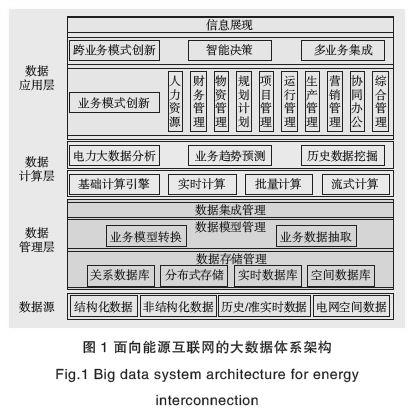 信息展现
数据
应用层
跨业务模式创新 智能决策 多业务集成
业务模式创新 人力资源 财务管理 物资管理 规划计划 项目管理 运行管理 生产管理 营销管理 协同办公 综合管理
数据
计算层
电力大数据分析 业务趋势预测 历史数据挖掘
基础计算引擎 实时计算 批量计算 流式计算
数据
管理层
数据集成管理
数据模型管理
业务模型转换 业务数据抽取
数据存储管理
关系数据库 分布式存储 实时数据库 空间数据库
数据源 结构化数据 非结构化数据 历史/准实时数据 电网空间数据
图 1 面向能源互联网的大数据体系架构
Fig.1 Big data system architecture for energy
interconnection